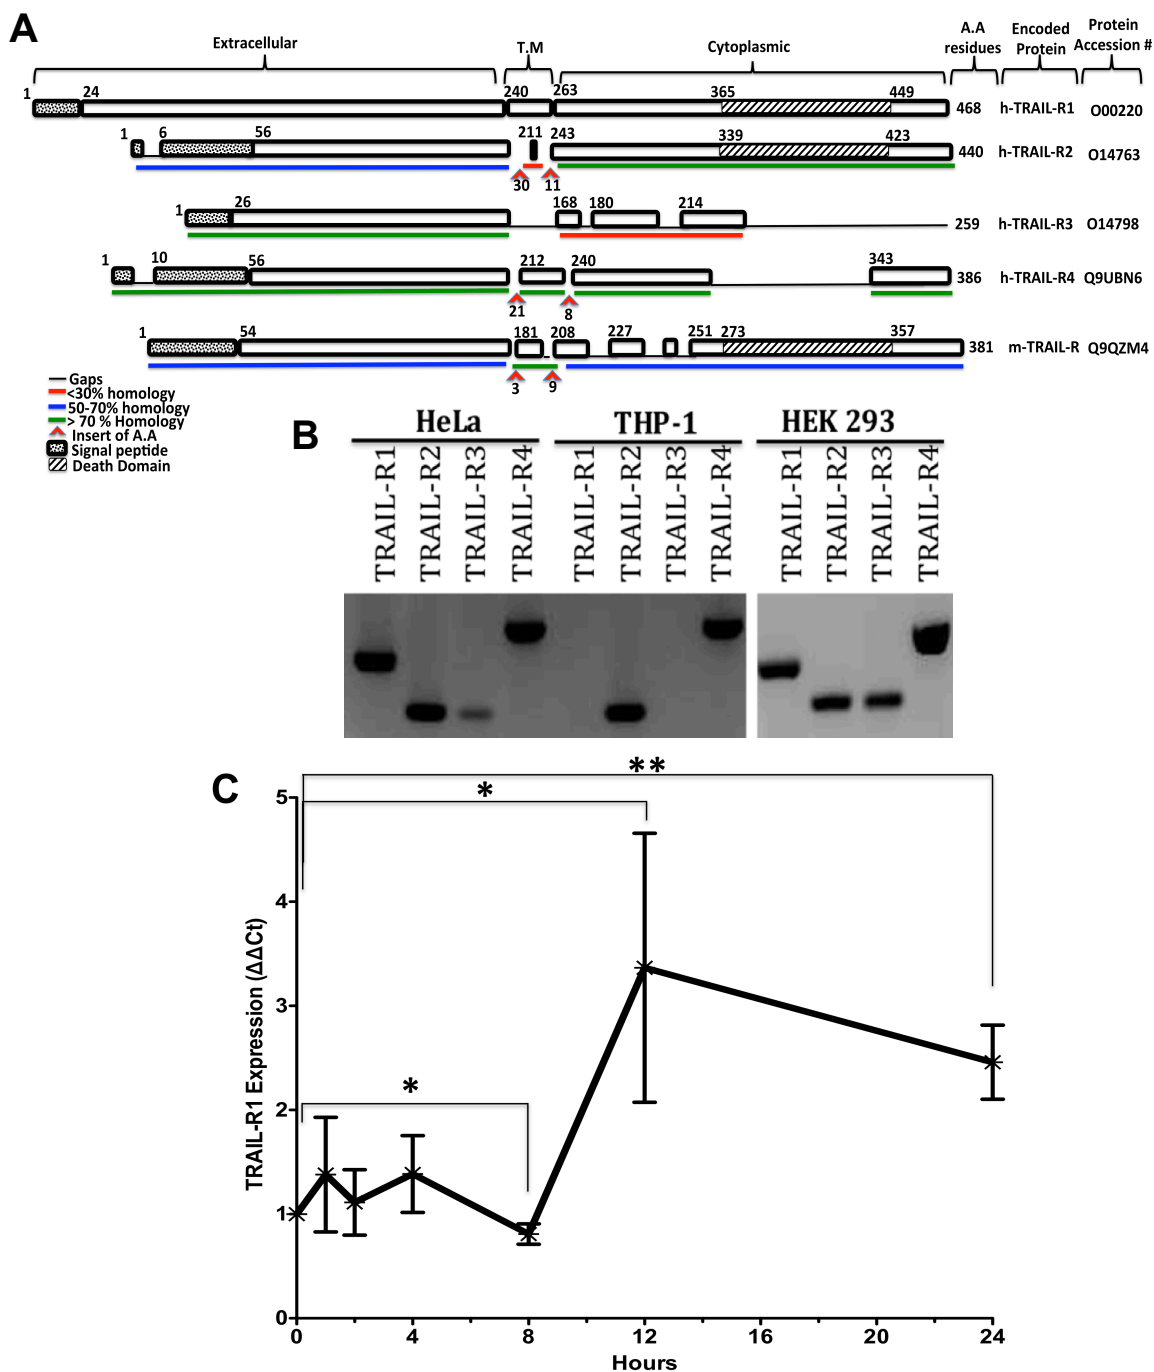 A
Extracellular T.M Cytoplasmic A.A residues Encoded Protein Protein Accession #
1 24 240 263 365 449 468 h-TRAIL-R1 O00220
1 6 56 211 243 339 423 440 h-TRAIL-R2 O14763
30 11
1 26 168 180 214 259 h-TRAIL-R3 O14798
1 10 56 212 240 343 386 h-TRAIL-R4 Q9UBN6
21 8
1 54 181 208 227 251 273 357 381 m-TRAIL-R Q9QZM4
3 9
Gaps
<30% homology
50-70% homology
> 70 % Homology
Insert of A.A
Signal peptide
Death Domain
B
HeLa THP-1 HEK 293
TRAIL-R1 TRAIL-R2 TRAIL-R3 TRAIL-R4 TRAIL-R1 TRAIL-R2 TRAIL-R3 TRAIL-R4 TRAIL-R1 TRAIL-R2 TRAIL-R3 TRAIL-R4
C
**
*
*
TRAIL-R1 Expression (ΔΔCt)
5
4
3
2
1
0
0 4 8 12 16 20 24
Hours